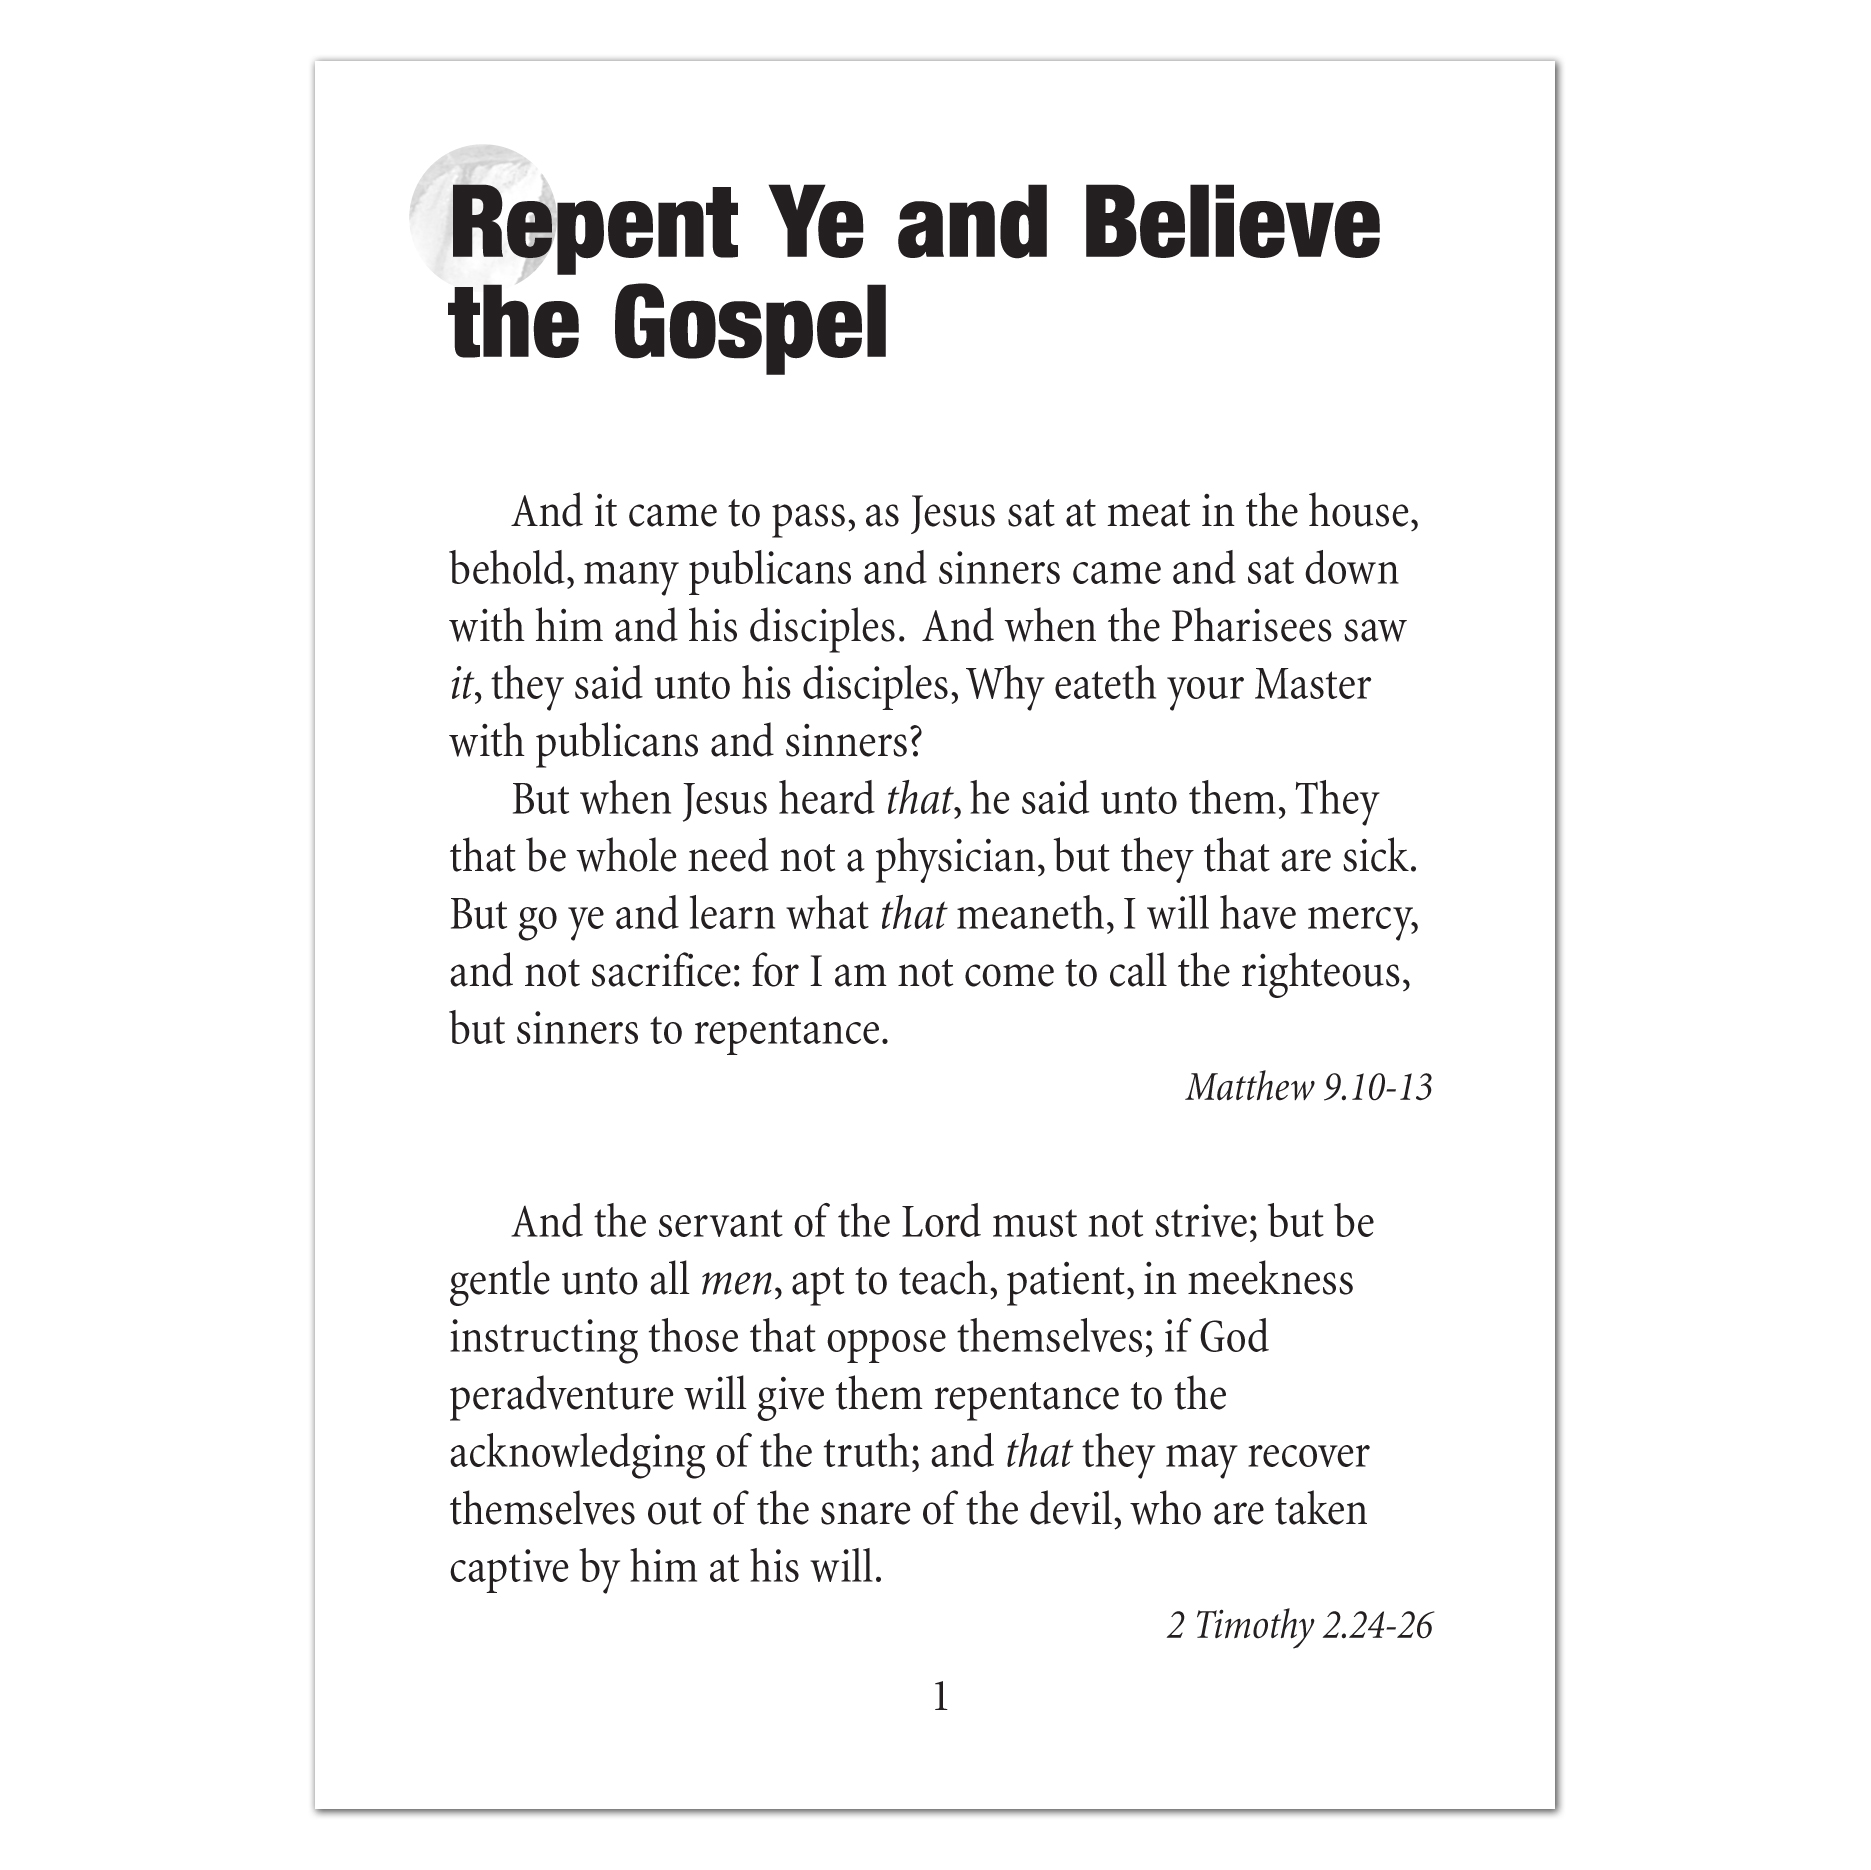 Repent Ye and Believe
the Gospel
And it came to pass, as Jesus sat at meat in the house,
behold, many publicans and sinners came and sat down
with him and his disciples.  And when the Pharisees saw
it, they said unto his disciples, Why eateth your Master
with publicans and sinners?
But when Jesus heard that, he said unto them, They
that be whole need not a physician, but they that are sick.
But go ye and learn what that meaneth, I will have mercy,
and not sacrifice: for I am not come to call the righteous,
but sinners to repentance.
Matthew 9.10-13
And the servant of the Lord must not strive; but be
gentle unto all men, apt to teach, patient, in meekness
instructing those that oppose themselves; if God
peradventure will give them repentance to the
acknowledging of the truth; and that they may recover
themselves out of the snare of the devil, who are taken
captive by him at his will.
2 Timothy 2.24-26
1